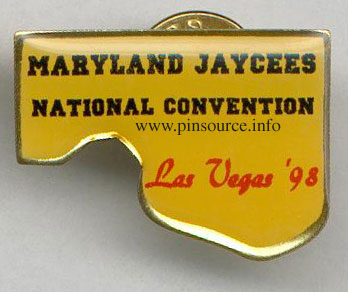 MARYLAND JAYCEES
NATIONAL CONVENTION
www.pinsource.info
Las Vegas '98